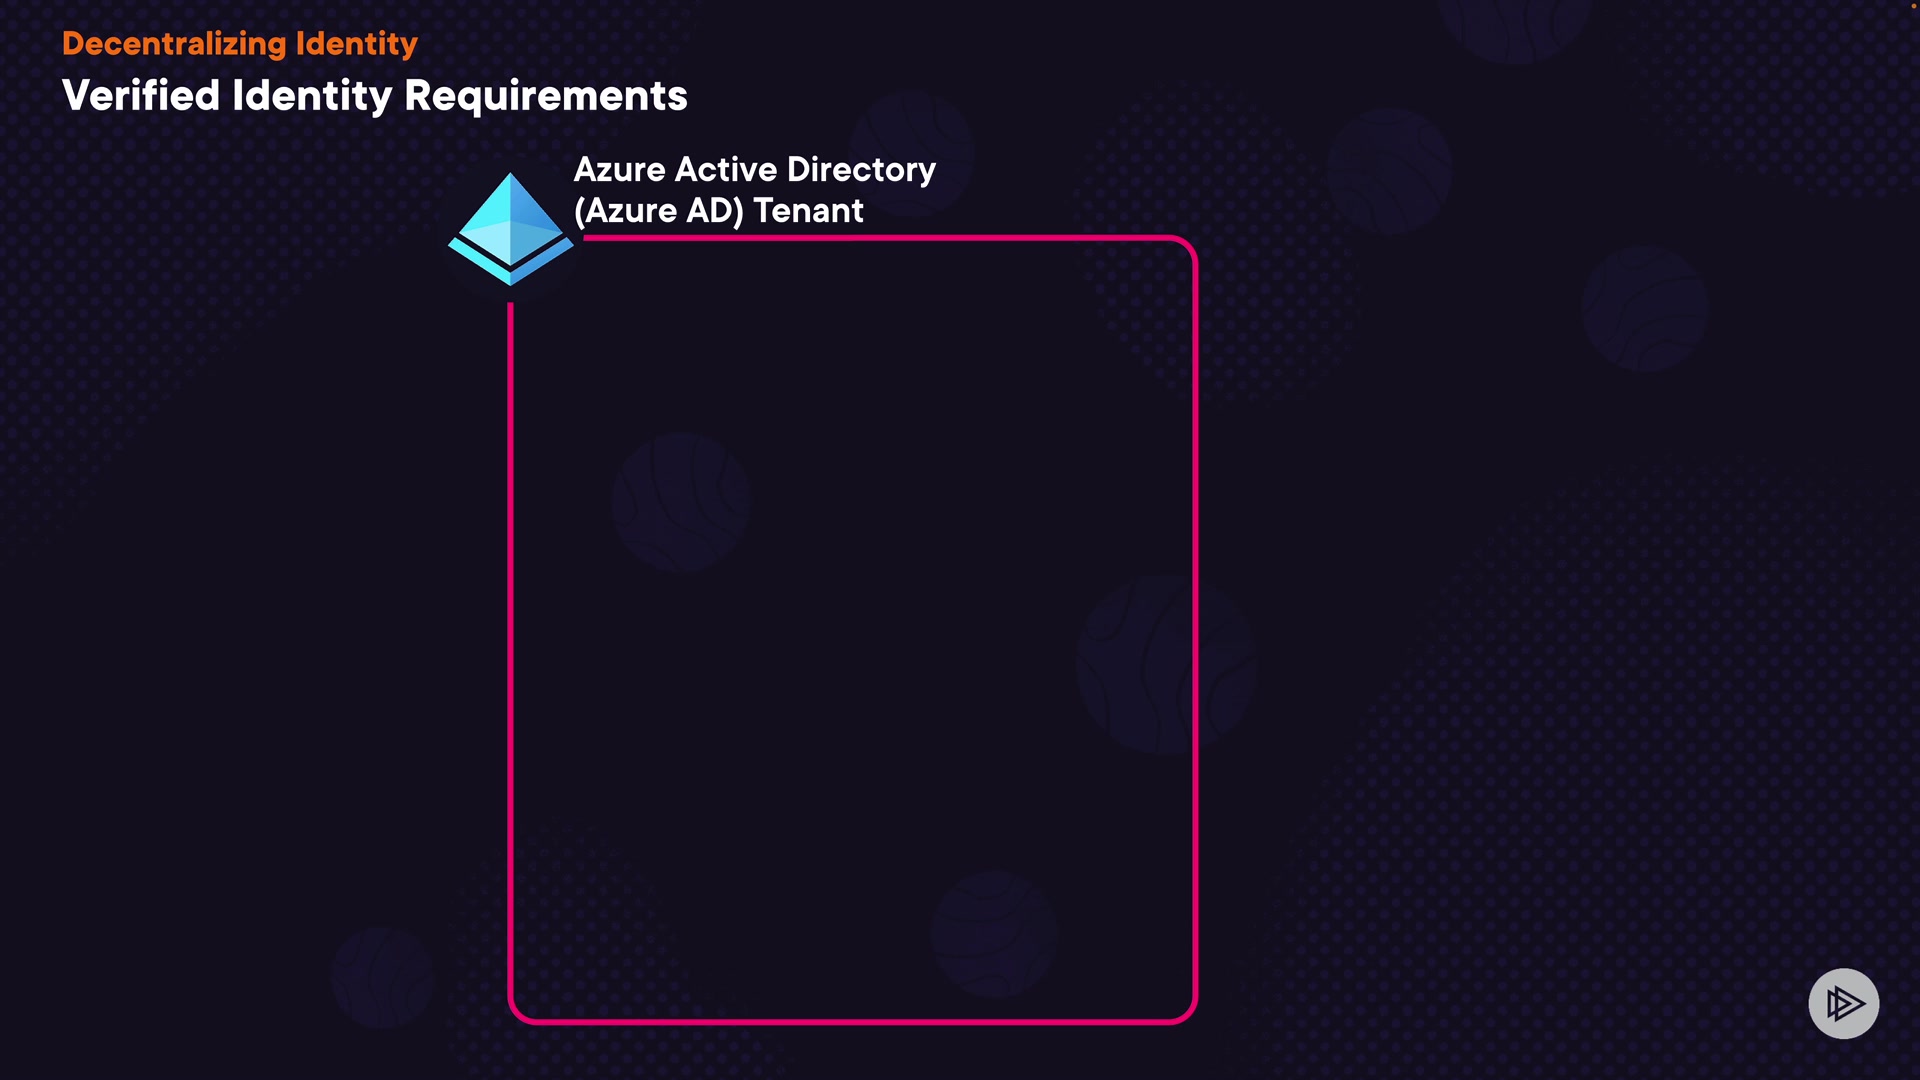 Decentralizing Identity
Verified Identity Requirements
Azure Active Directory
(Azure AD) Tenant